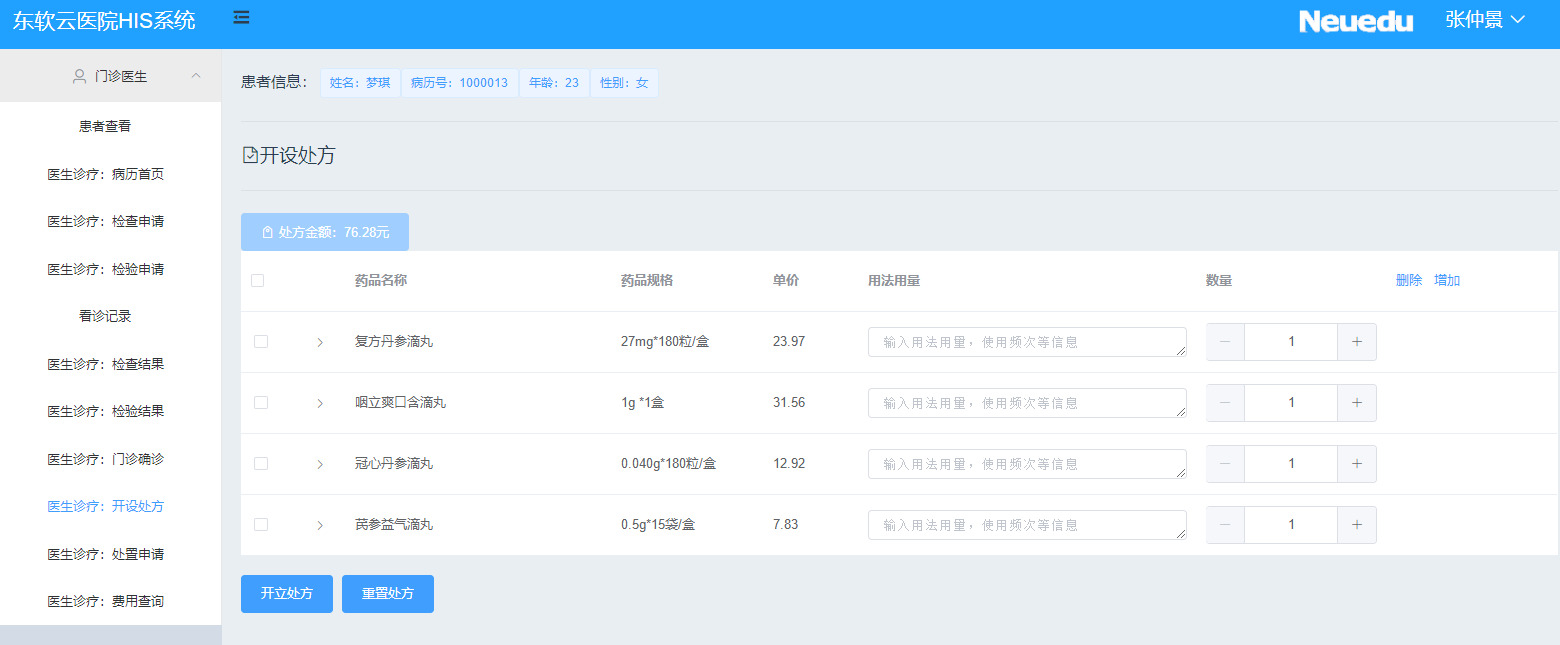 东软云医院HIS系统
Neuedu 张仲景
门诊医生
患者查看
医生诊疗：病历首页
医生诊疗：检查申请
医生诊疗：检验申请
看诊记录
医生诊疗：检查结果
医生诊疗：检验结果
医生诊疗：门诊确诊
医生诊疗：开设处方
医生诊疗：处置申请
医生诊疗：费用查询
患者信息： 姓名：梦琪 病历号：1000013 年龄：23 性别：女
开设处方
处方金额：76.28元
药品名称 药品规格 单价 用法用量 数量 删除 增加
复方丹参滴丸 27mg*180粒/盒 23.97 输入用法用量，使用频次等信息 1
咽立爽口含滴丸 1g *1盒 31.56 输入用法用量，使用频次等信息 1
冠心丹参滴丸 0.040g*180粒/盒 12.92 输入用法用量，使用频次等信息 1
芪参益气滴丸 0.5g*15袋/盒 7.83 输入用法用量，使用频次等信息 1
开立处方 重置处方